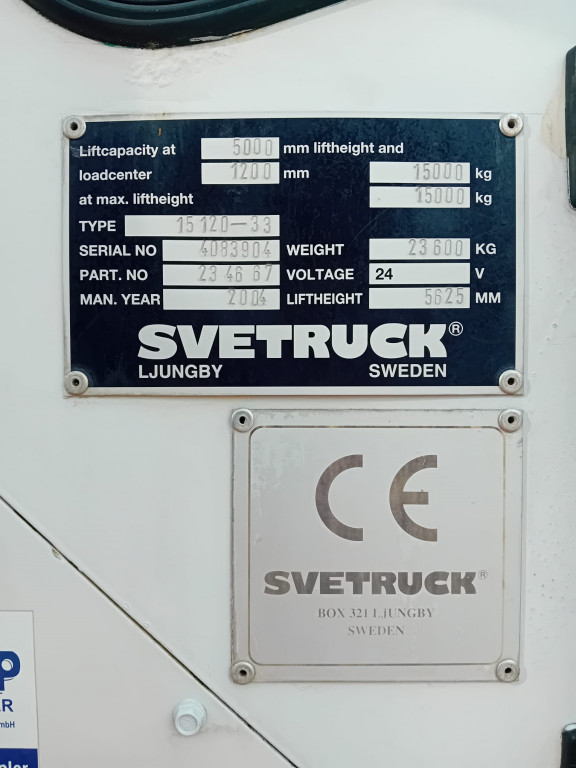 Liftcapacity at 5000 mm liftheight and
loadcenter 1200 mm 15000 kg
at max. liftheight 15000 kg
TYPE 15120-33
SERIAL NO 4083904 WEIGHT 23600 KG
PART. NO 234667 VOLTAGE 24 V
MAN. YEAR 2004 LIFTHEIGHT 5625 MM
SVETRUCK®
LJUNGBY SWEDEN
CE
SVETRUCK®
BOX 321 LJUNGBY
SWEDEN